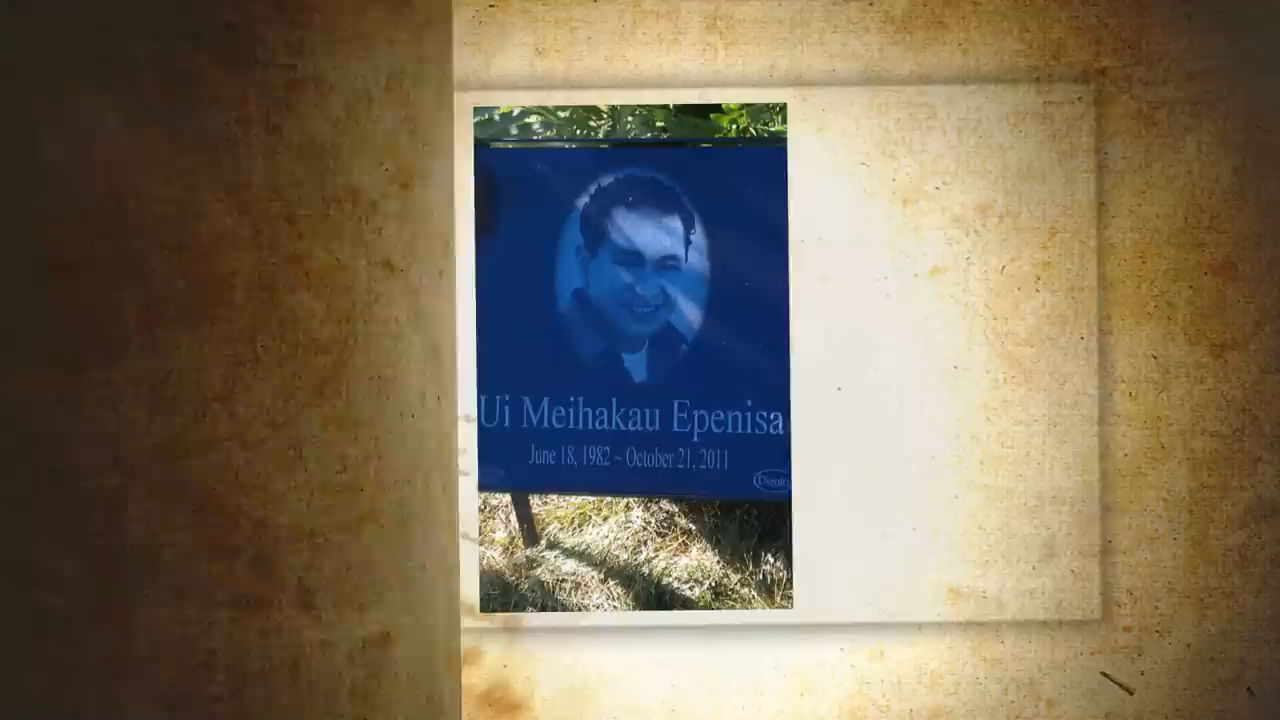 Ui Meihakau Epenisa
June 18, 1982 ~ October 21, 2011